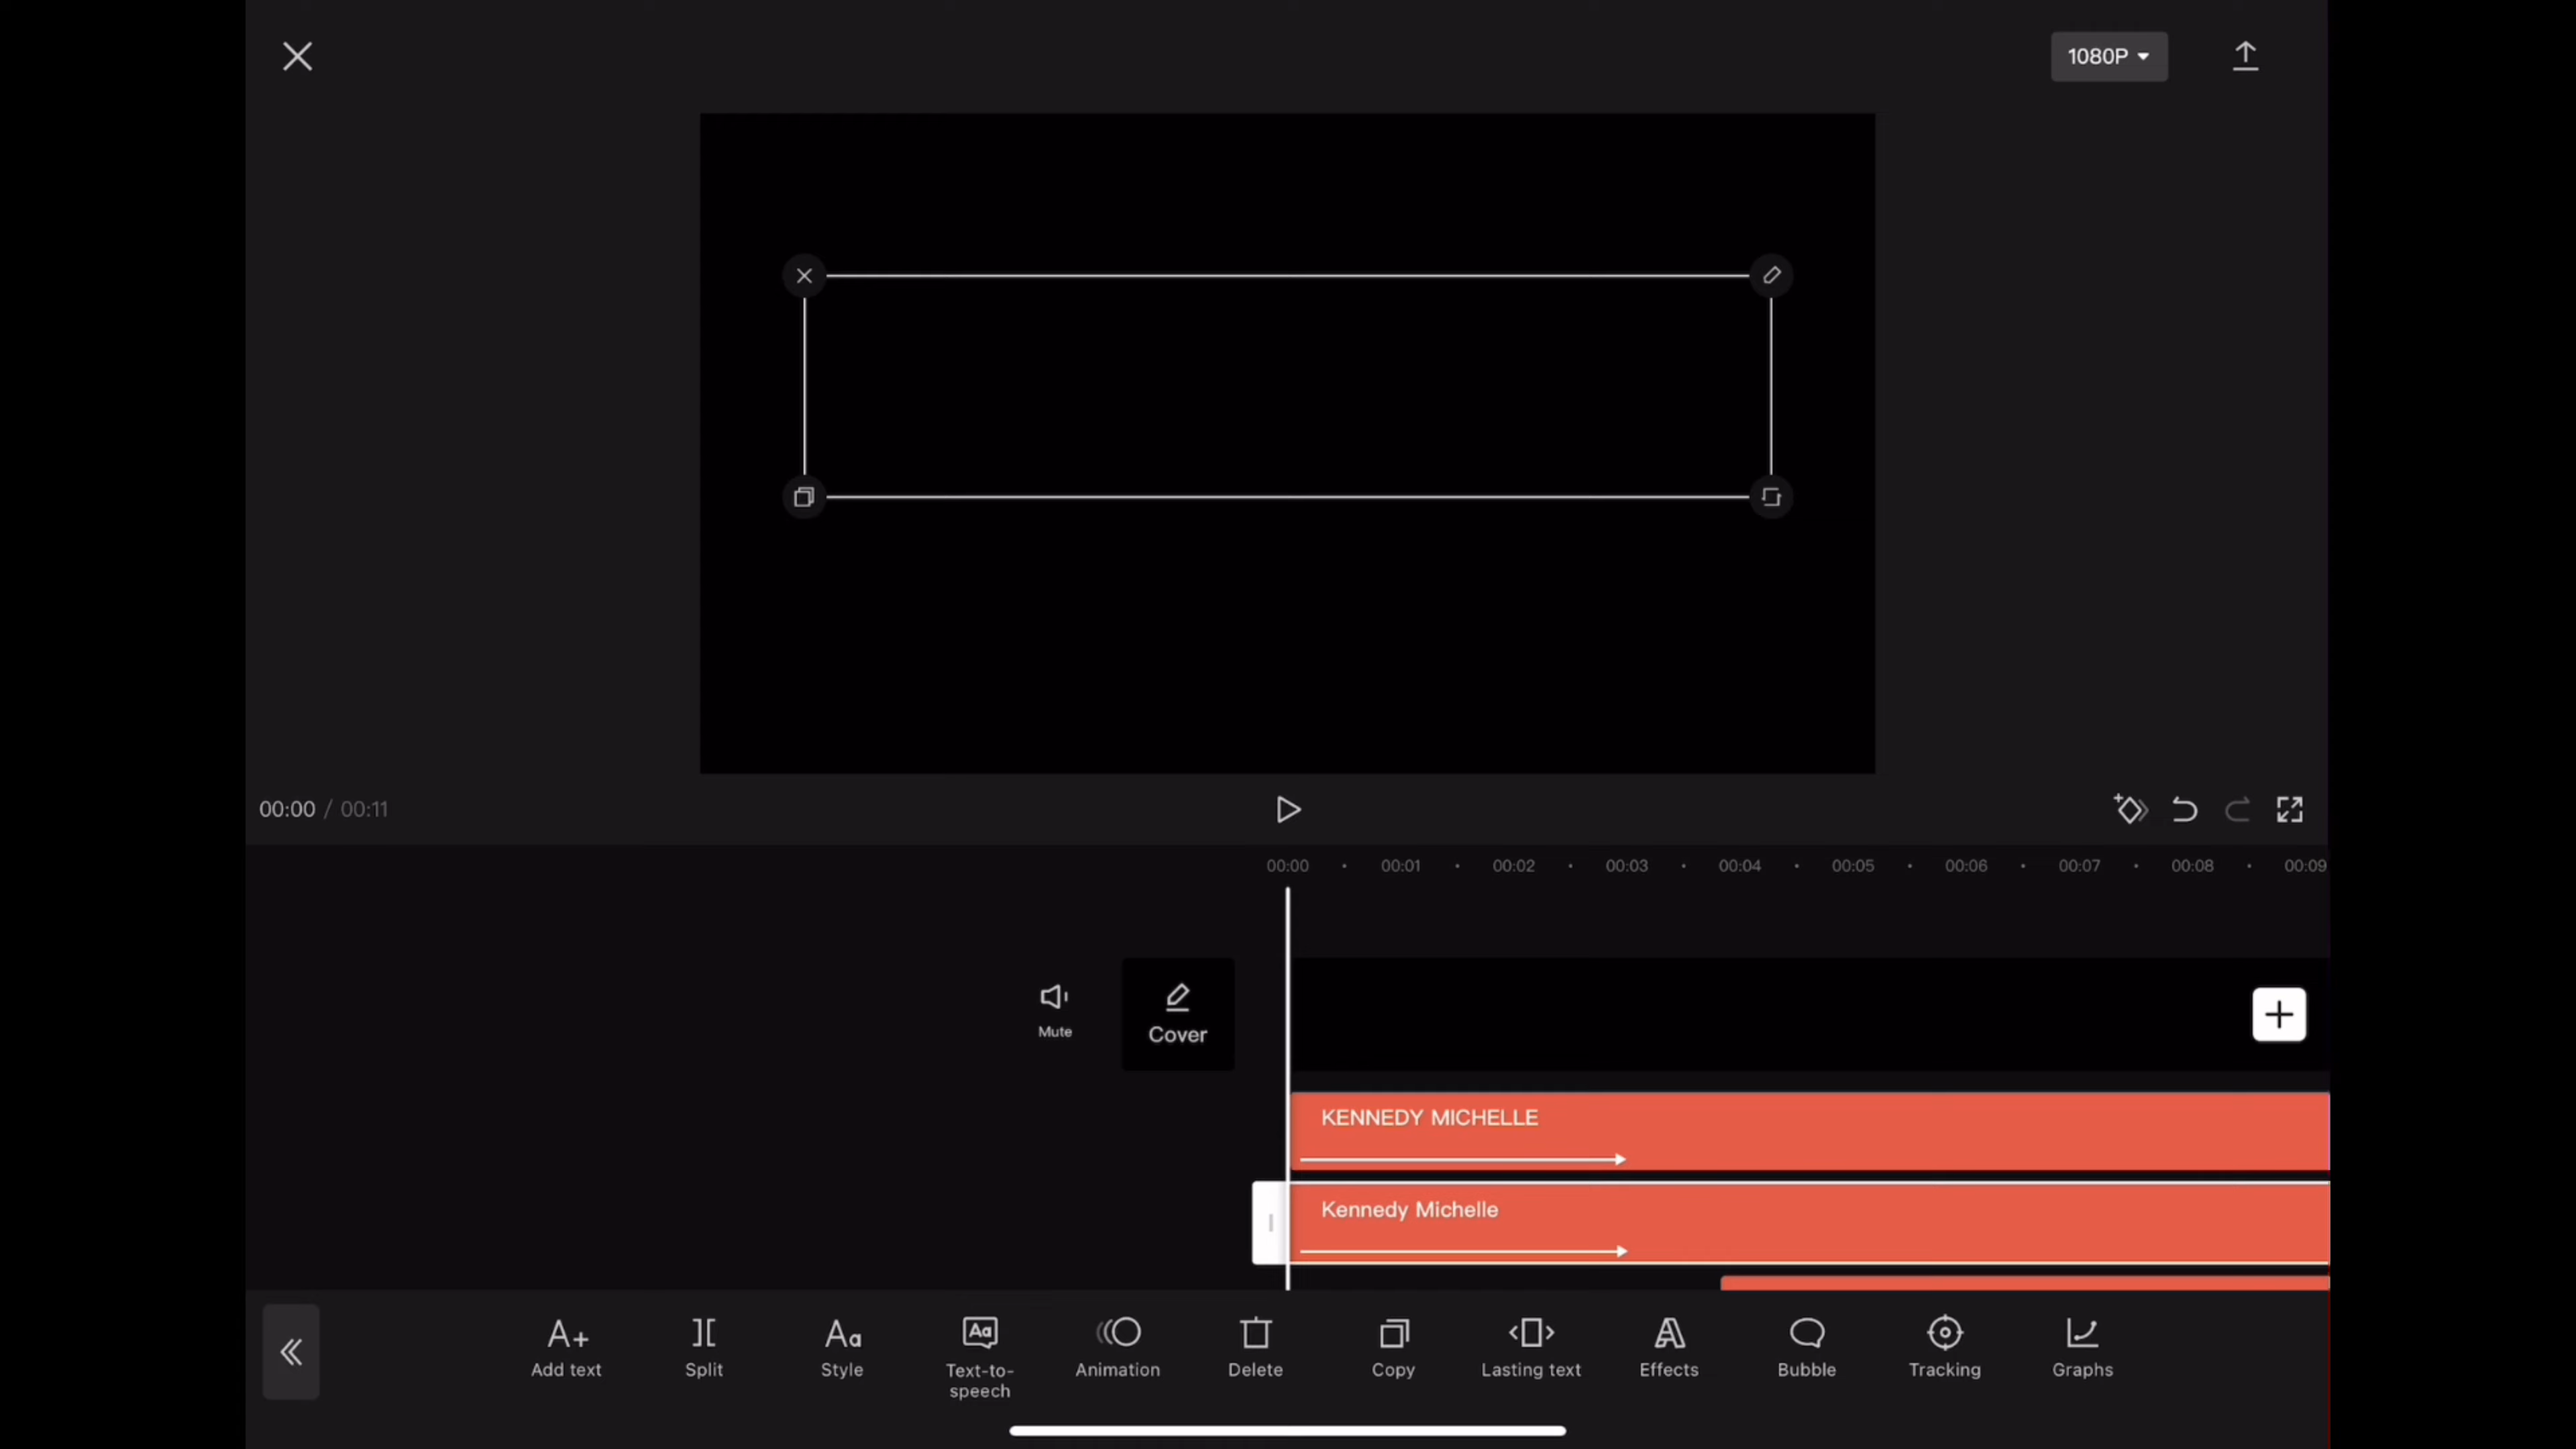 1080P
00:00 / 00:11
00:00 00:01 00:02 00:03 00:04 00:05 00:06 00:07 00:08 00:09
Mute
Cover
KENNEDY MICHELLE
Kennedy Michelle
A+ Add text
Split
Aa Style
Aa Text-to-
speech
Animation
Delete
Copy
Lasting text
A Effects
Bubble
Tracking
Graphs